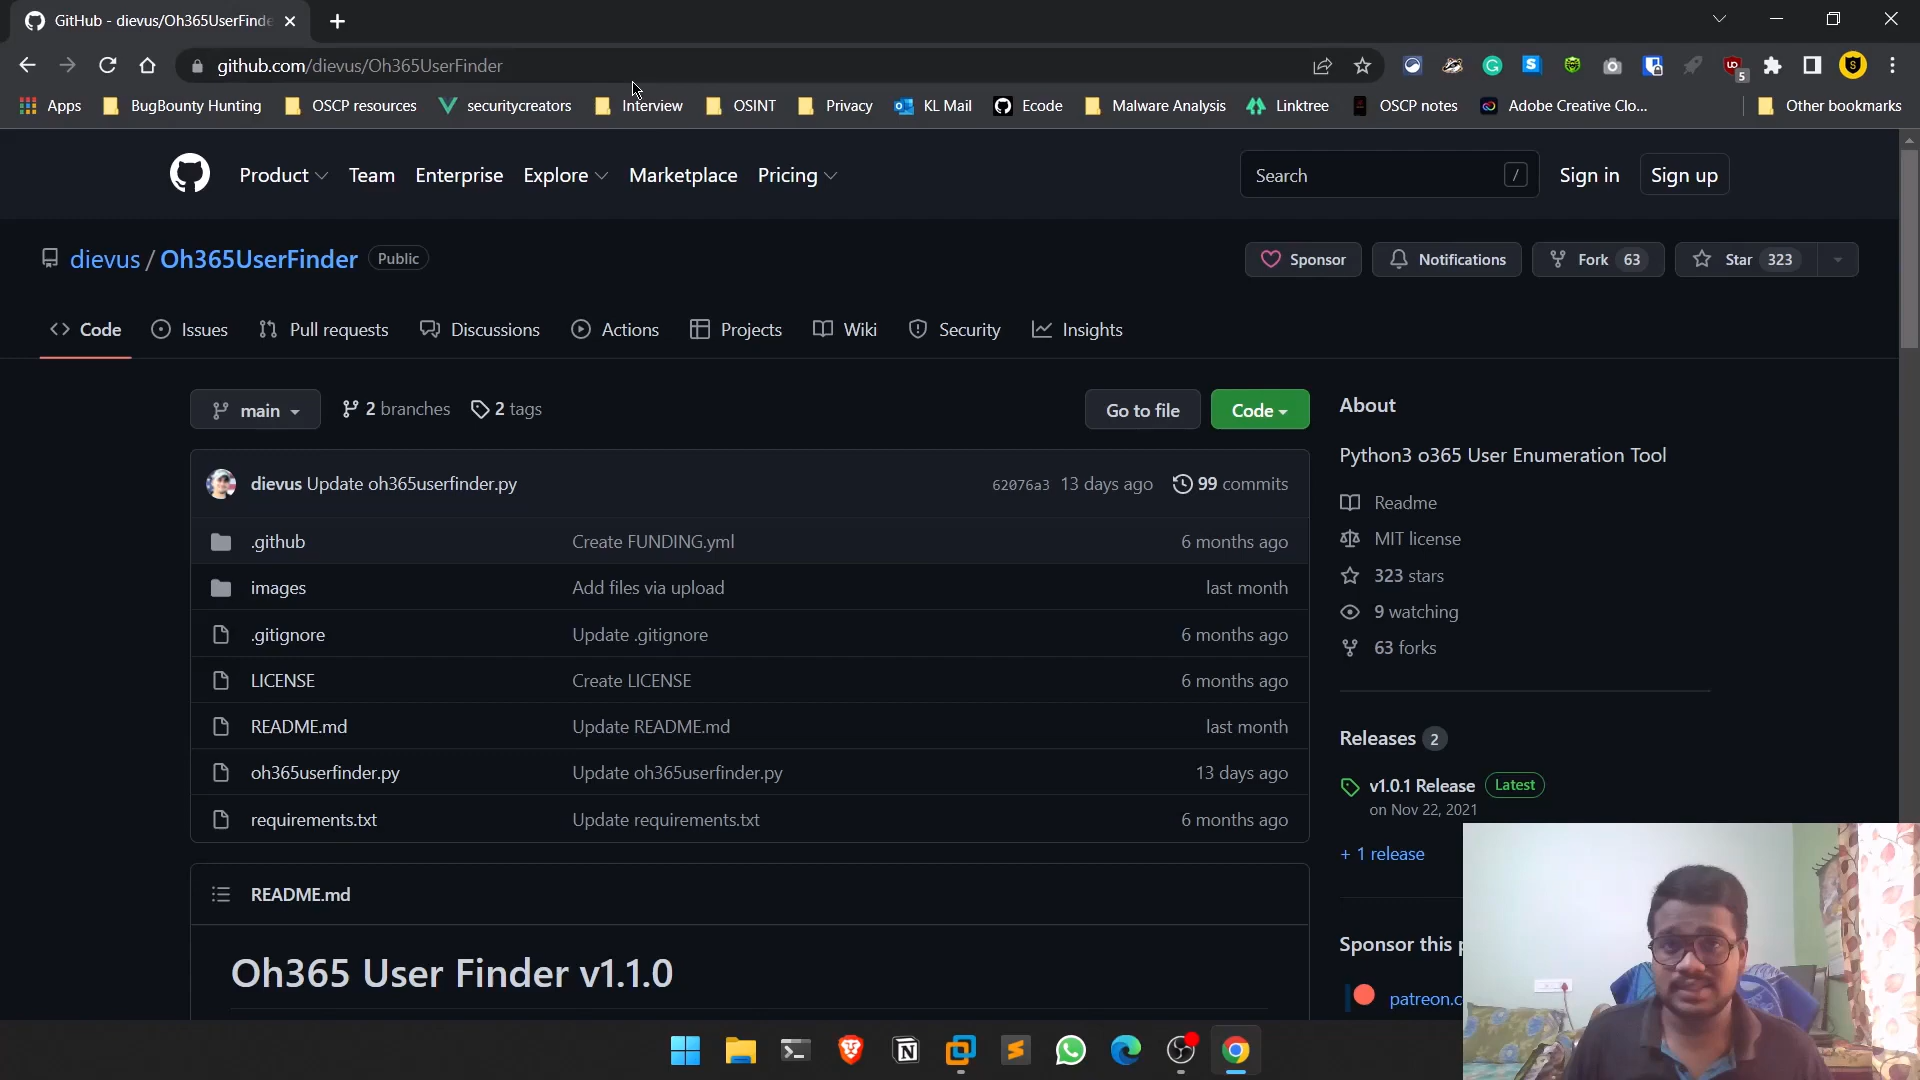 GitHub - dievus/Oh365UserFinde
github.com/dievus/Oh365UserFinder
5
Apps
BugBounty Hunting
OSCP resources
securitycreators
Interview
OSINT
Privacy
KL Mail
Ecode
Malware Analysis
Linktree
OSCP notes
Adobe Creative Clo...
Other bookmarks
Product
Team
Enterprise
Explore
Marketplace
Pricing
Search
/
Sign in
Sign up
dievus / Oh365UserFinder
Public
Sponsor
Notifications
Fork 63
Star 323
Code
Issues
Pull requests
Discussions
Actions
Projects
Wiki
Security
Insights
main
2 branches
2 tags
Go to file
Code
About
Python3 o365 User Enumeration Tool
Readme
MIT license
323 stars
9 watching
63 forks
dievus Update oh365userfinder.py
62076a3 13 days ago
99 commits
.github Create FUNDING.yml 6 months ago
images Add files via upload last month
.gitignore Update .gitignore 6 months ago
LICENSE Create LICENSE 6 months ago
README.md Update README.md last month
oh365userfinder.py Update oh365userfinder.py 13 days ago
requirements.txt Update requirements.txt 6 months ago
Releases 2
v1.0.1 Release Latest
on Nov 22, 2021
+ 1 release
README.md
Oh365 User Finder v1.1.0
Sponsor this p
patreon.c